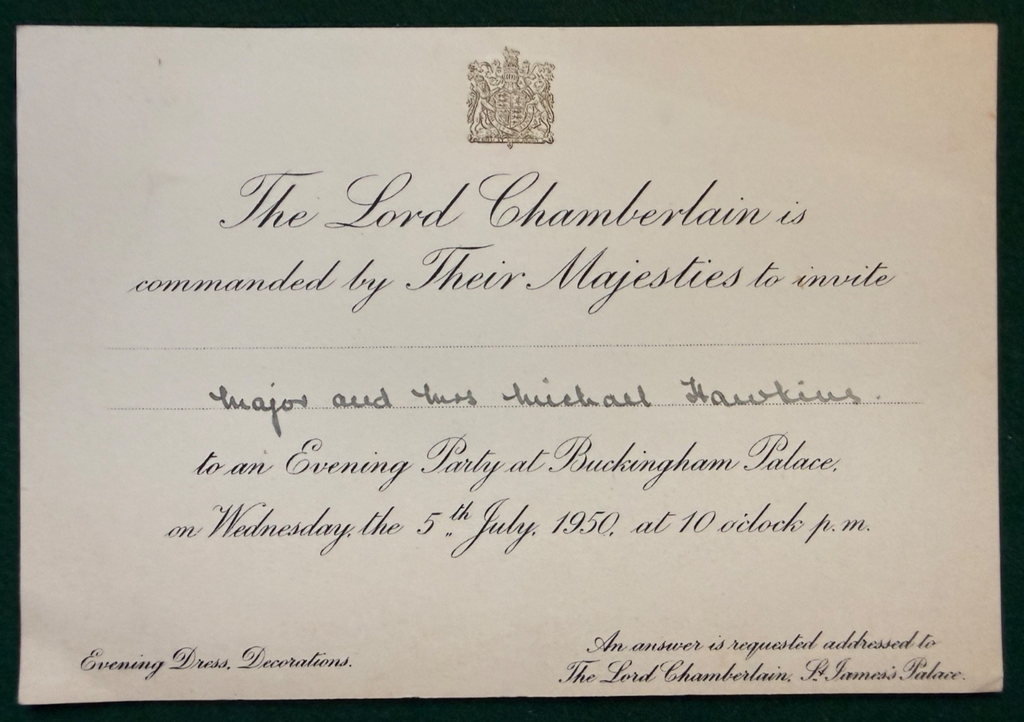 The Lord Chamberlain is
commanded by Their Majesties to invite
Major and Mrs Michael Hawkins.
to an Evening Party at Buckingham Palace,
on Wednesday, the 5th July, 1950, at 10 o'clock p.m.
Evening Dress, Decorations.
An answer is requested addressed to
The Lord Chamberlain, St James's Palace.